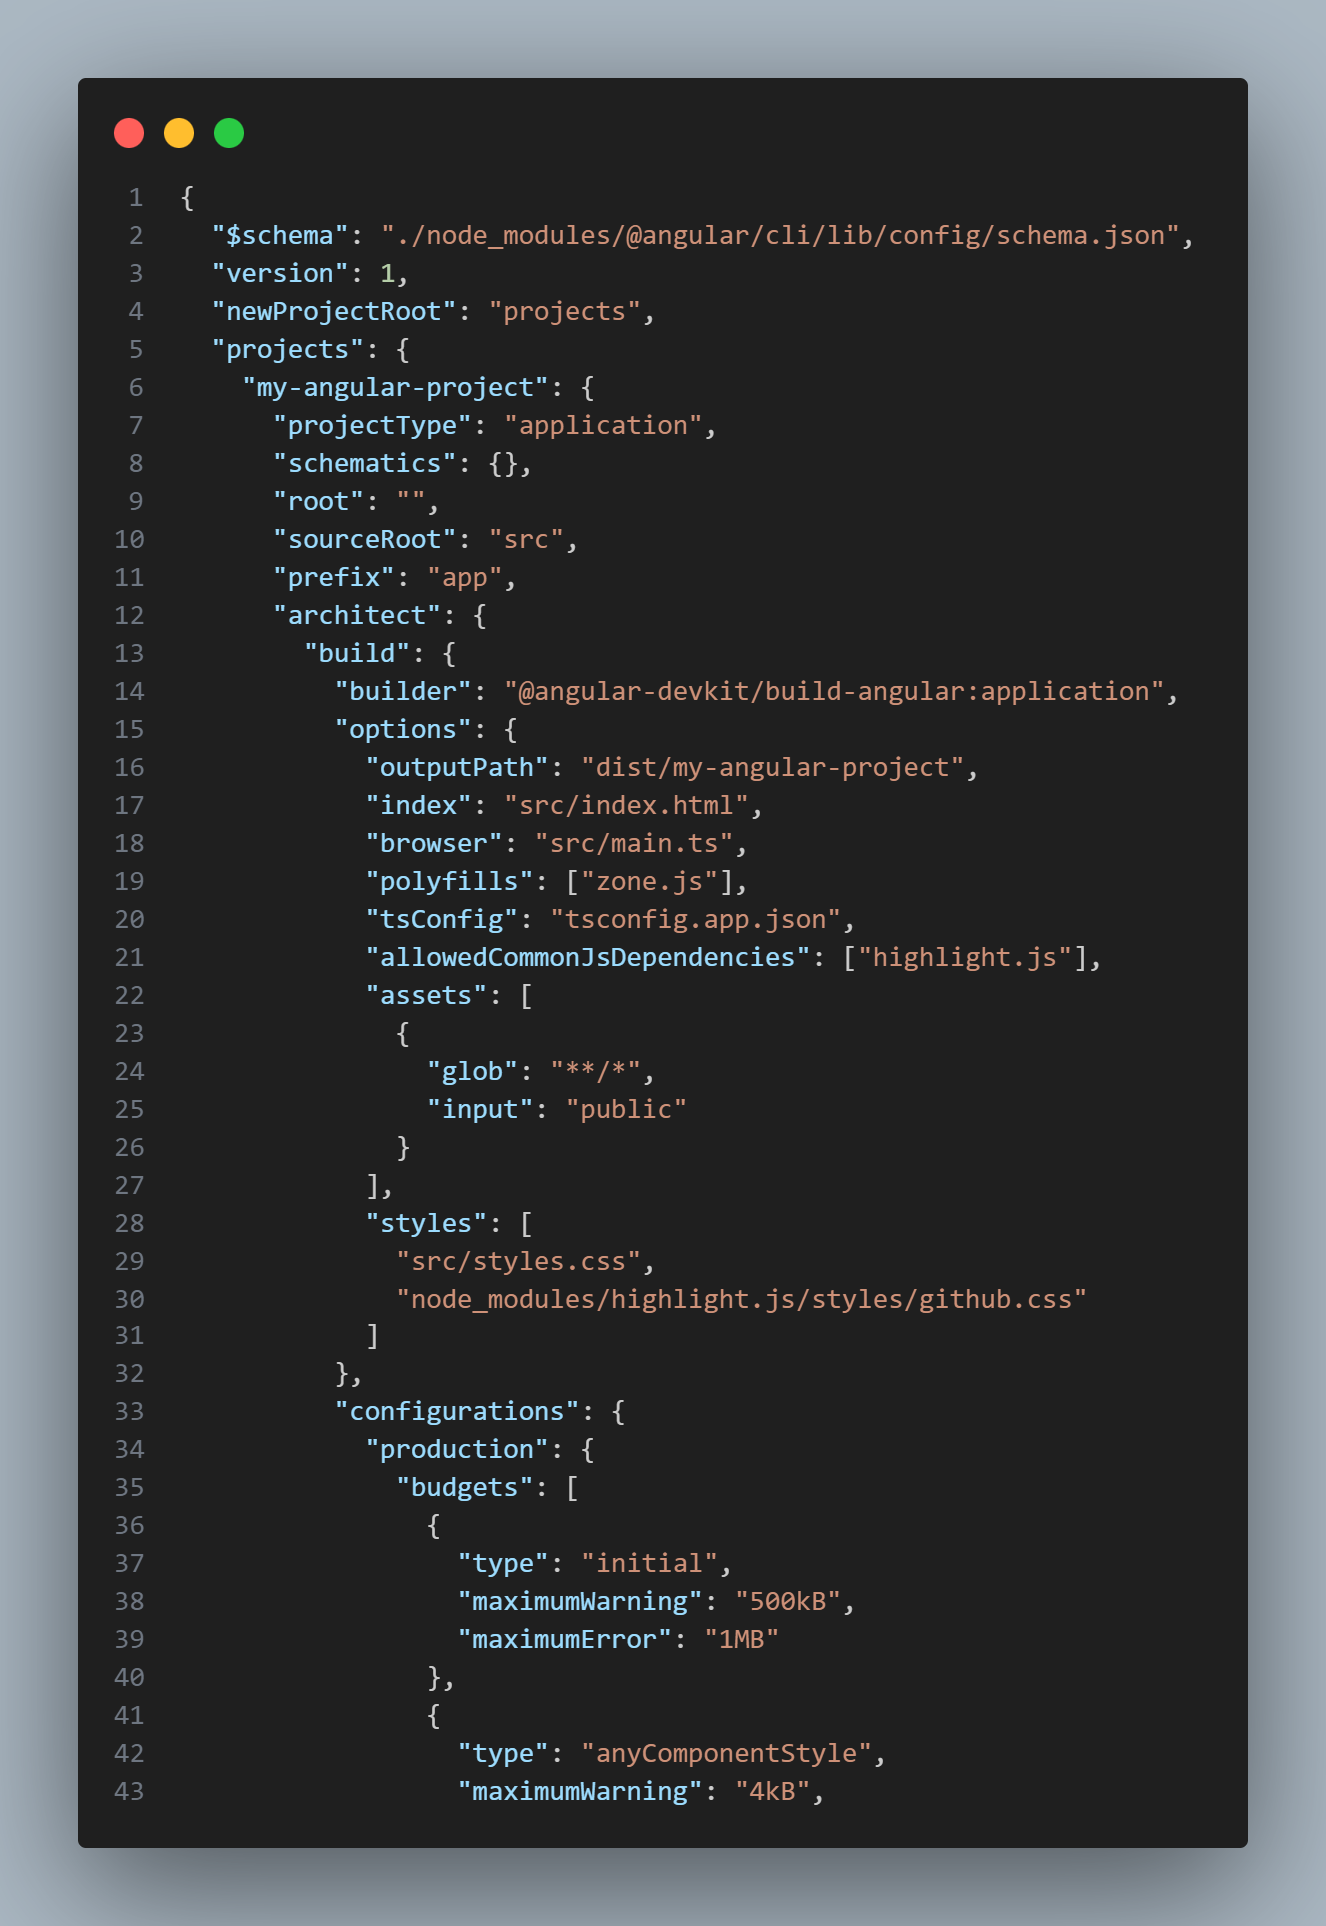 1 {
2   "$schema": "./node_modules/@angular/cli/lib/config/schema.json",
3   "version": 1,
4   "newProjectRoot": "projects",
5   "projects": {
6     "my-angular-project": {
7       "projectType": "application",
8       "schematics": {},
9       "root": "",
10       "sourceRoot": "src",
11       "prefix": "app",
12       "architect": {
13         "build": {
14           "builder": "@angular-devkit/build-angular:application",
15           "options": {
16             "outputPath": "dist/my-angular-project",
17             "index": "src/index.html",
18             "browser": "src/main.ts",
19             "polyfills": ["zone.js"],
20             "tsConfig": "tsconfig.app.json",
21             "allowedCommonJsDependencies": ["highlight.js"],
22             "assets": [
23               {
24                 "glob": "**/*",
25                 "input": "public"
26               }
27             ],
28             "styles": [
29               "src/styles.css",
30               "node_modules/highlight.js/styles/github.css"
31             ]
32           },
33           "configurations": {
34             "production": {
35               "budgets": [
36                 {
37                   "type": "initial",
38                   "maximumWarning": "500kB",
39                   "maximumError": "1MB"
40                 },
41                 {
42                   "type": "anyComponentStyle",
43                   "maximumWarning": "4kB",